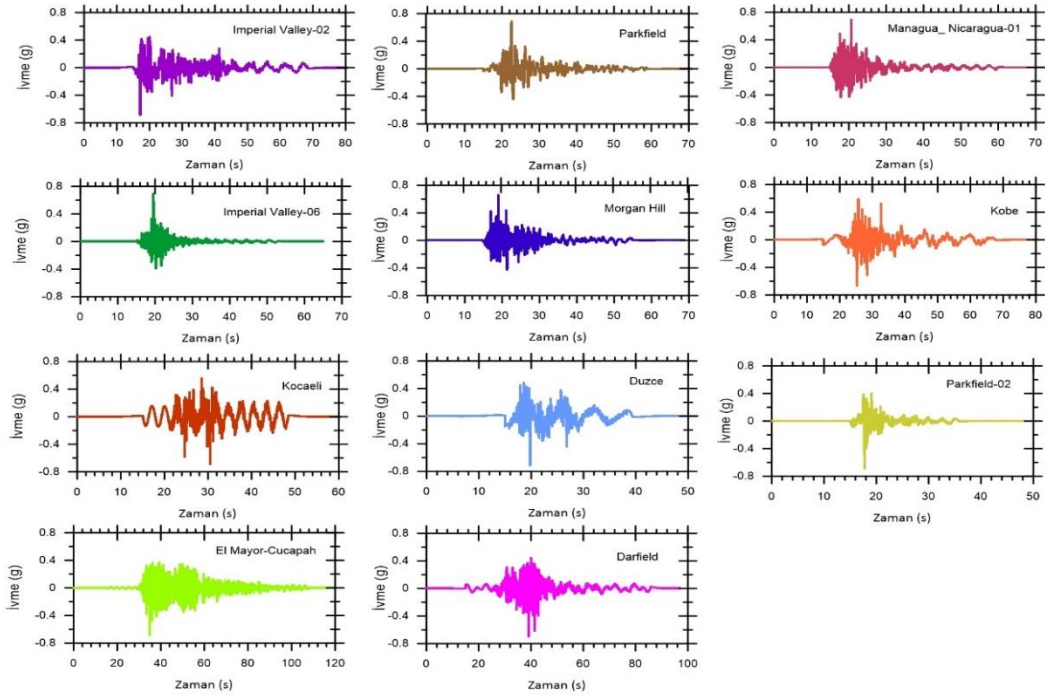 Imperial Valley-02
İvme (g)
0.8
0.4
0
-0.4
-0.8
0 10 20 30 40 50 60 70 80
Zaman (s)
Parkfield
İvme (g)
0.8
0.4
0
-0.4
-0.8
0 10 20 30 40 50 60 70 80
Zaman (s)
Managua_ Nicaragua-01
İvme (g)
0.8
0.4
0
-0.4
-0.8
0 10 20 30 40 50 60 70
Zaman (s)
Imperial Valley-06
İvme (g)
0.8
0.4
0
-0.4
-0.8
0 10 20 30 40 50 60 70
Zaman (s)
Morgan Hill
İvme (g)
0.8
0.4
0
-0.4
-0.8
0 10 20 30 40 50 60 70
Zaman (s)
Kobe
İvme (g)
0.8
0.4
0
-0.4
-0.8
0 10 20 30 40 50 60 70 80
Zaman (s)
Kocaeli
İvme (g)
0.8
0.4
0
-0.4
-0.8
0 10 20 30 40 50 60
Zaman (s)
Duzce
İvme (g)
0.8
0.4
0
-0.4
-0.8
0 10 20 30 40 50
Zaman (s)
Parkfield-02
İvme (g)
0.8
0.4
0
-0.4
-0.8
0 10 20 30 40 50
Zaman (s)
El Mayor-Cucapah
İvme (g)
0.8
0.4
0
-0.4
-0.8
0 20 40 60 80 100 120
Zaman (s)
Darfield
İvme (g)
0.8
0.4
0
-0.4
-0.8
0 20 40 60 80 100
Zaman (s)